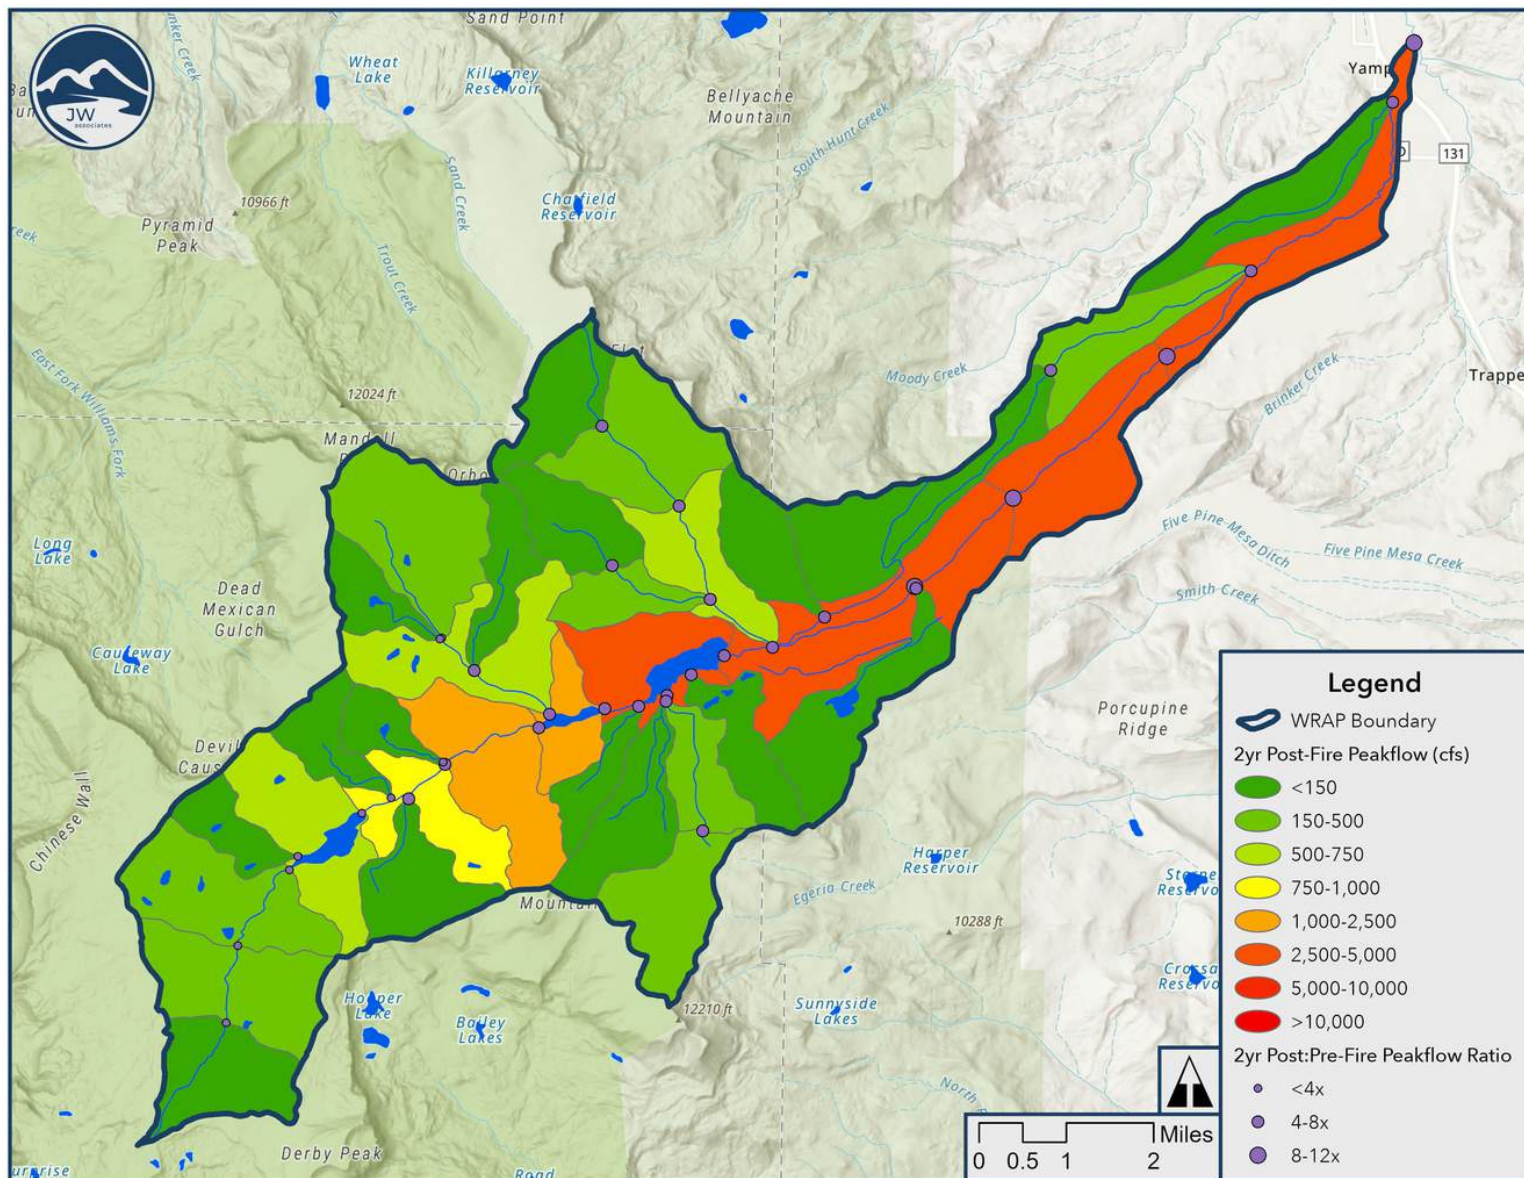 Sand Point
Wheat
Lake
Killarney
Reservoir
Bellyache
Mountain
South Hunt Creek
JW
associates
Sand Creek
Trout Creek
Chatfield
Reservoir
10966 ft
Pyramid
Peak
131
East Fork Williams Fork
12024 ft
Moody Creek
Brinker Creek
Long
Lake
Dead
Mexican
Gulch
Causeway
Lake
Five Pine Mesa Ditch
Five Pine Mesa Creek
Smith Creek
Porcupine
Ridge
Chinese Wall
Harper
Reservoir
Egeria Creek
10288 ft
Hooper
Lake
Bailey
Lakes
12210 ft
Sunnyside
Lakes
Derby Peak
Legend
WRAP Boundary
2yr Post-Fire Peakflow (cfs)
<150
150-500
500-750
750-1,000
1,000-2,500
2,500-5,000
5,000-10,000
>10,000
2yr Post:Pre-Fire Peakflow Ratio
<4x
4-8x
8-12x
Miles
0 0.5 1 2